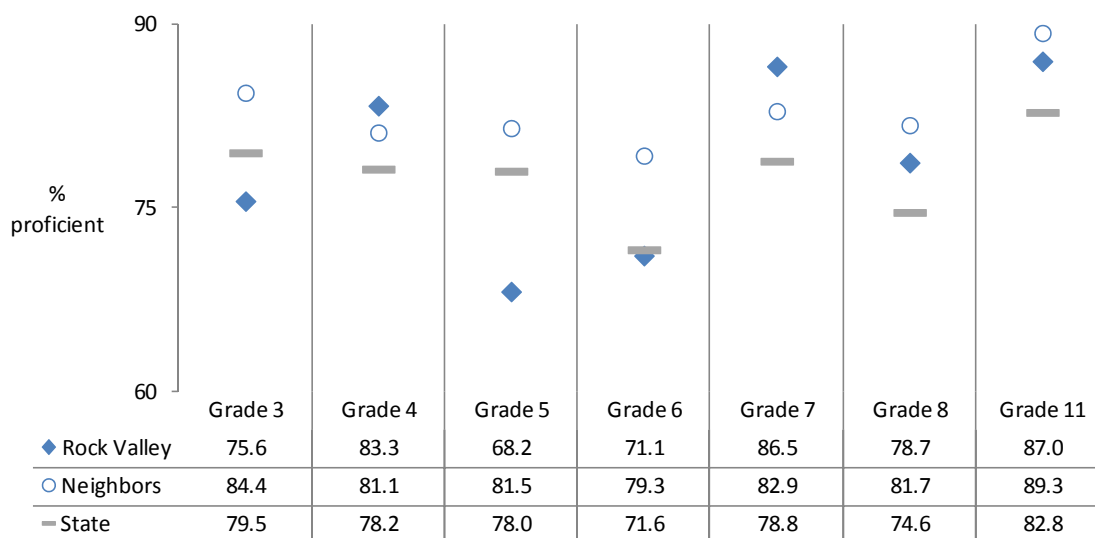 90
%
proficient
75
60
Grade 3 Grade 4 Grade 5 Grade 6 Grade 7 Grade 8 Grade 11
Rock Valley 75.6 83.3 68.2 71.1 86.5 78.7 87.0
Neighbors 84.4 81.1 81.5 79.3 82.9 81.7 89.3
State 79.5 78.2 78.0 71.6 78.8 74.6 82.8